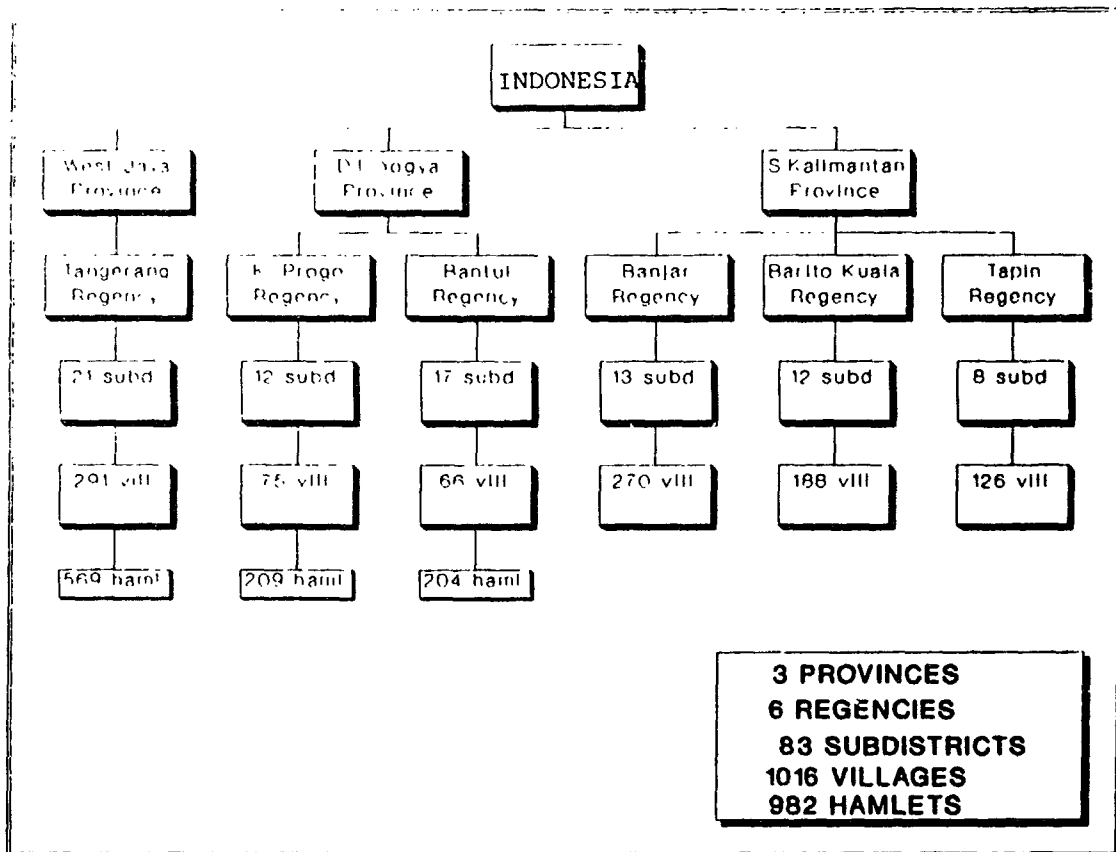 INDONESIA
West Java
Province
D I Yogya
Province
S Kalimantan
Province
Tangerang
Regency
K Progo
Regency
Bantul
Regency
Banjar
Regency
Barito Kuala
Regency
Tapin
Regency
21 subd
12 subd
17 subd
13 subd
12 subd
8 subd
291 vill
75 vill
66 vill
270 vill
188 vill
126 vill
569 haml
209 haml
204 haml
3 PROVINCES
6 REGENCIES
83 SUBDISTRICTS
1016 VILLAGES
982 HAMLETS